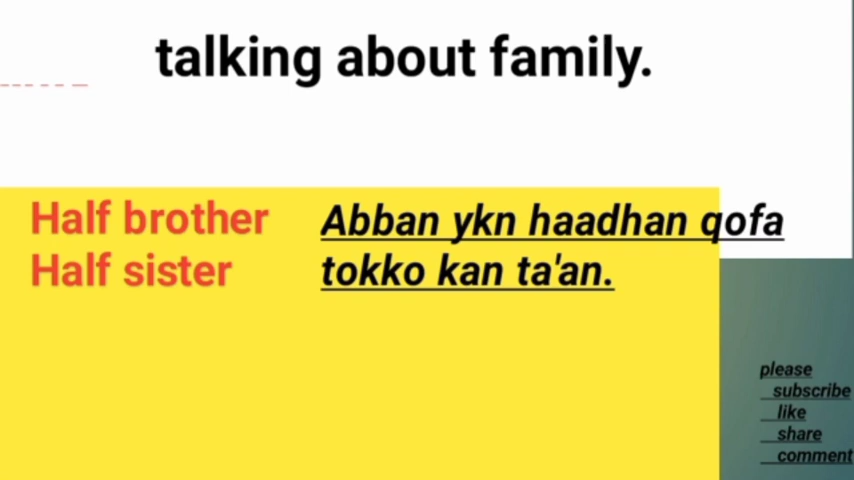 talking about family.
Half brother
Half sister
Abban ykn haadhan qofa
tokko kan ta'an.
please
subscribe
like
share
comment